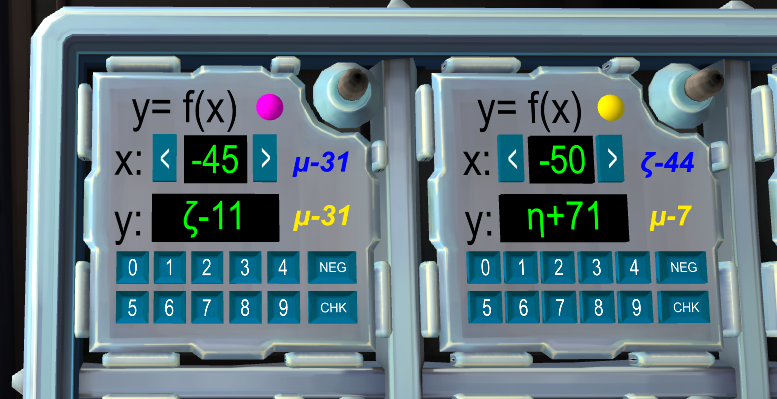 y= f(x)
x: < -45 > μ-31
y: ζ-11 μ-31
0 1 2 3 4 NEG
5 6 7 8 9 CHK
y= f(x)
x: < -50 > ζ-44
y: η+71 μ-7
0 1 2 3 4 NEG
5 6 7 8 9 CHK